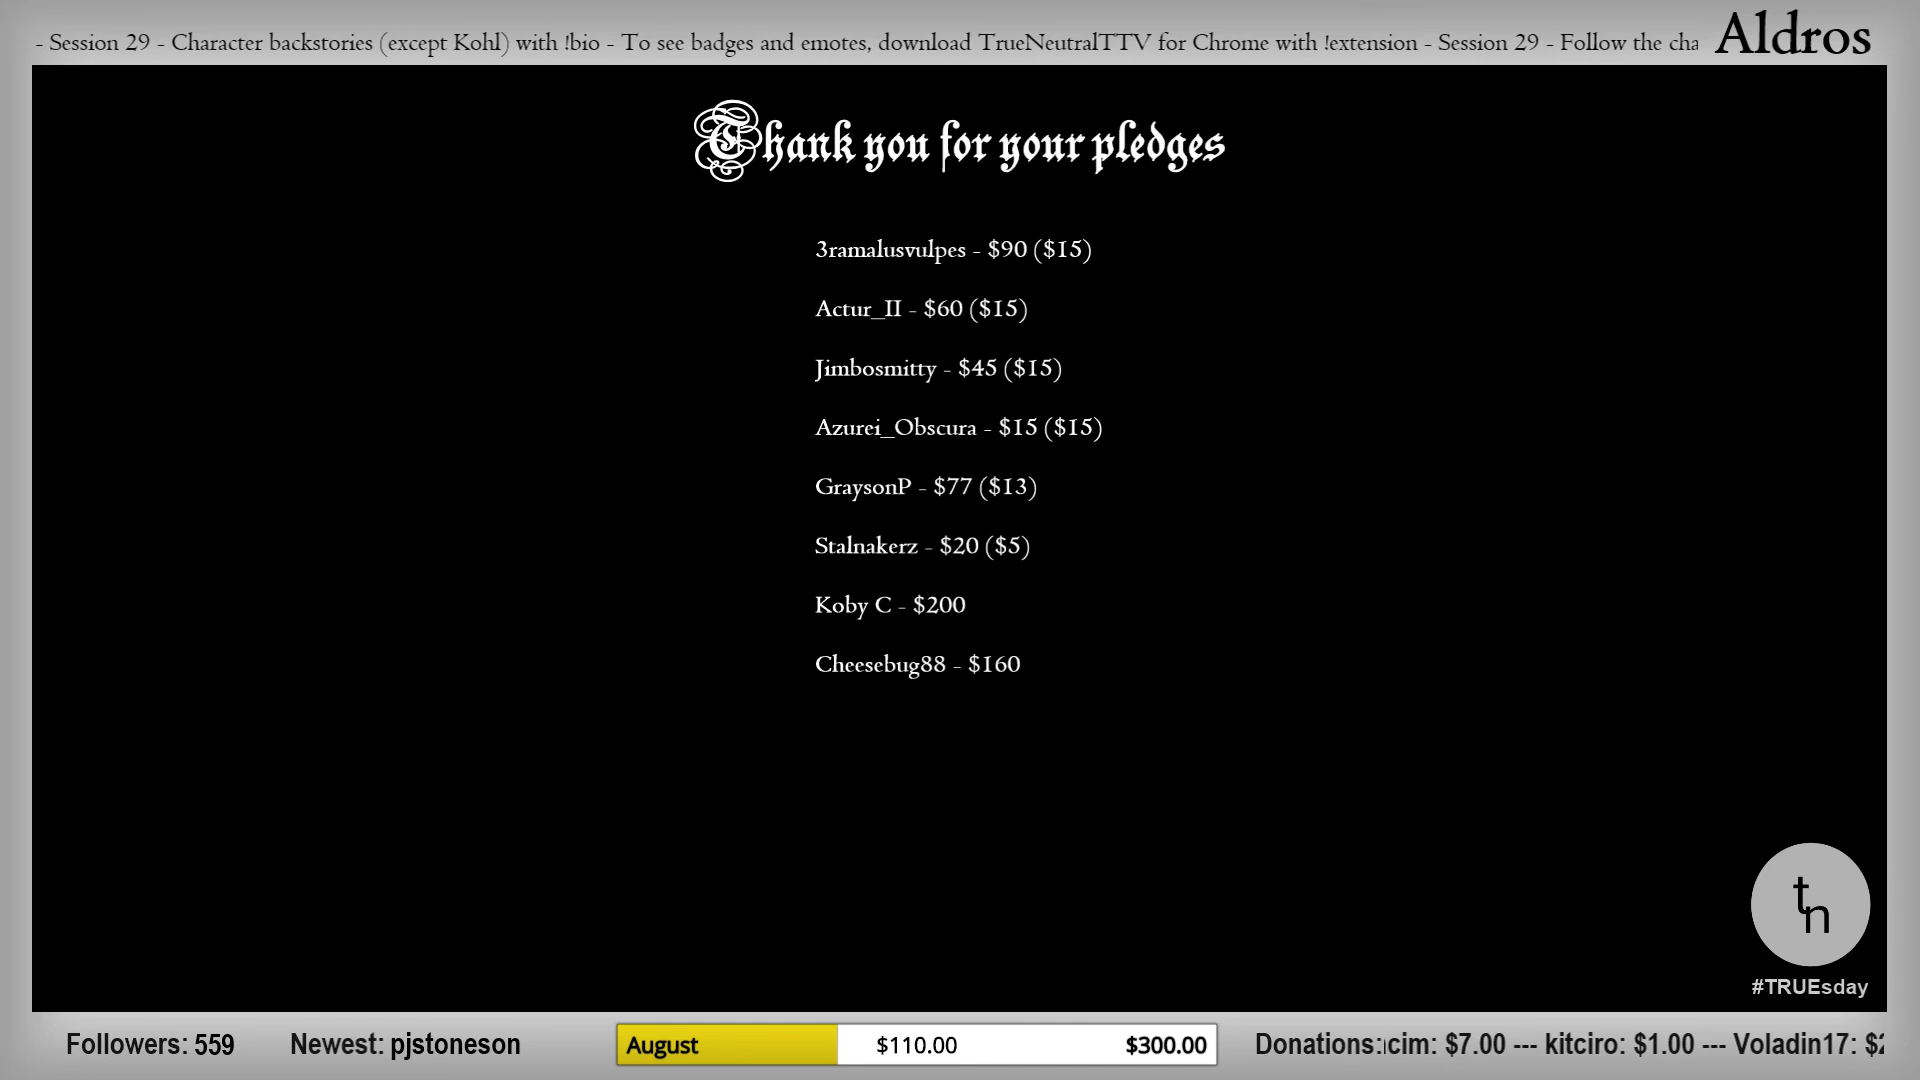 - Session 29 - Character backstories (except Kohl) with !bio - To see badges and emotes, download TrueNeutralTTV for Chrome with !extension - Session 29 - Follow the cha
Aldros
Thank you for your pledges
3ramalusvulpes - $90 ($15)
Actur_II - $60 ($15)
Jimbosmitty - $45 ($15)
Azurei_Obscura - $15 ($15)
GraysonP - $77 ($13)
Stalnakerz - $20 ($5)
Koby C - $200
Cheesebug88 - $160
tn
#TRUEsday
Followers: 559 Newest: pjstoneson August $110.00 $300.00 Donations: cim: $7.00 --- kitciro: $1.00 --- Voladin17: